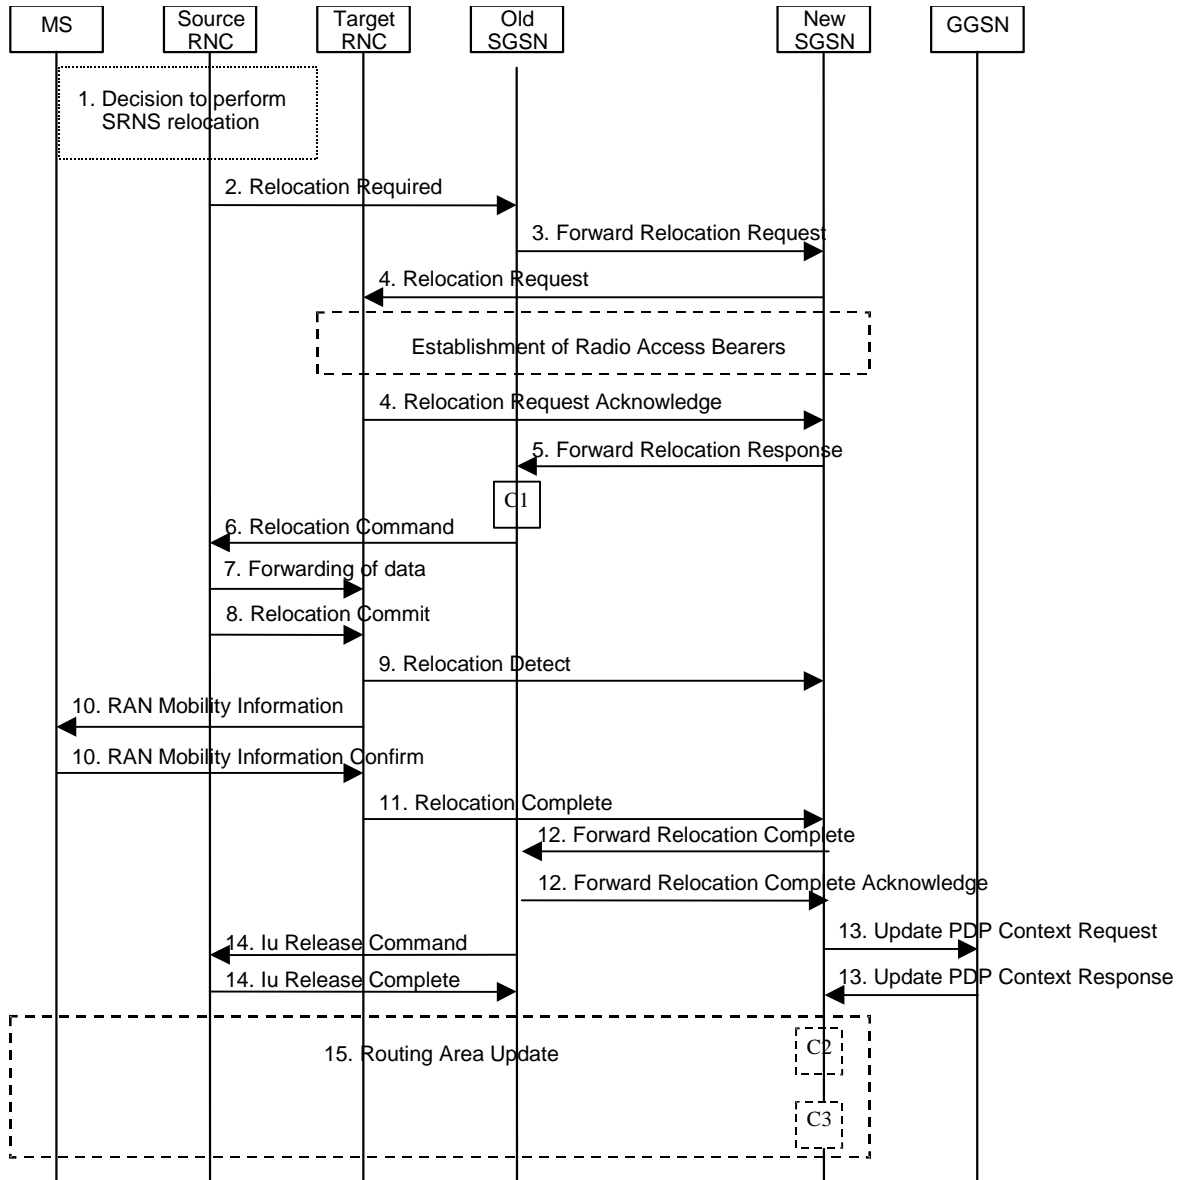 MS
Source
RNC
Target
RNC
Old
SGSN
New
SGSN
GGSN
1. Decision to perform
SRNS relocation
2. Relocation Required
3. Forward Relocation Request
4. Relocation Request
Establishment of Radio Access Bearers
4. Relocation Request Acknowledge
5. Forward Relocation Response
C1
6. Relocation Command
7. Forwarding of data
8. Relocation Commit
9. Relocation Detect
10. RAN Mobility Information
10. RAN Mobility Information Confirm
11. Relocation Complete
12. Forward Relocation Complete
12. Forward Relocation Complete Acknowledge
13. Update PDP Context Request
14. Iu Release Command
13. Update PDP Context Response
14. Iu Release Complete
C2
15. Routing Area Update
C3